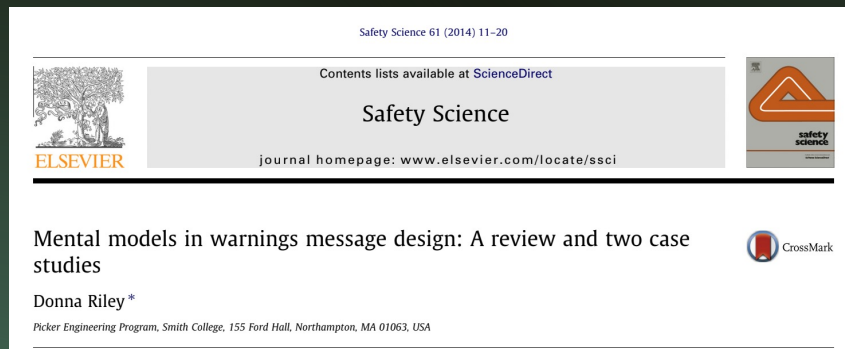 Safety Science 61 (2014) 11–20
Contents lists available at ScienceDirect
Safety Science
journal homepage: www.elsevier.com/locate/ssci
ELSEVIER
safety
science
Mental models in warnings message design: A review and two case
studies
CrossMark
Donna Riley *
Picker Engineering Program, Smith College, 155 Ford Hall, Northampton, MA 01063, USA